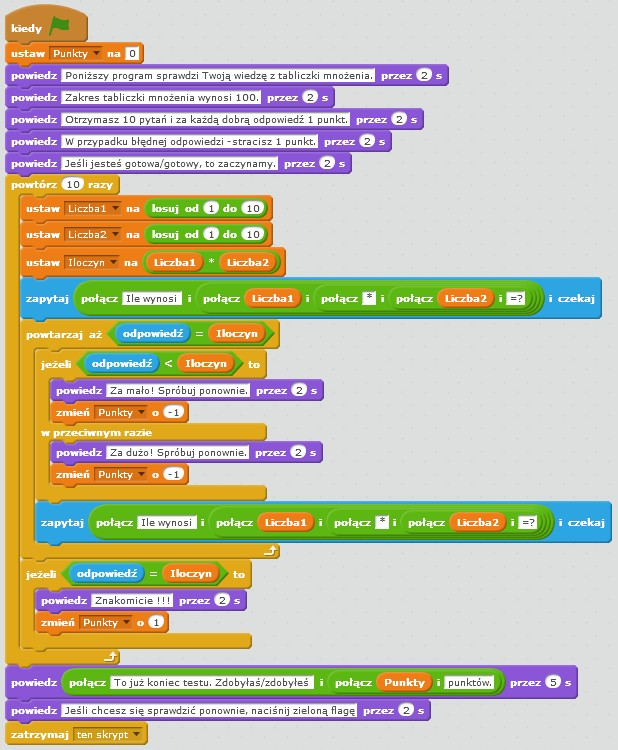 kiedy
ustaw Punkty na 0
powiedz Poniższy program sprawdzi Twoją wiedzę z tabliczki mnożenia. przez 2 s
powiedz Zakres tabliczki mnożenia wynosi 100. przez 2 s
powiedz Otrzymasz 10 pytań i za każdą dobrą odpowiedź 1 punkt. przez 2 s
powiedz W przypadku błędnej odpowiedzi -stracisz 1 punkt. przez 2 s
powiedz Jeśli jesteś gotowa/gotowy, to zaczynamy. przez 2 s
powtórz 10 razy
ustaw Liczba1 na losuj od 1 do 10
ustaw Liczba2 na losuj od 1 do 10
ustaw Iloczyn na Liczba1 * Liczba2
zapytaj połącz Ile wynosi i połącz Liczba1 i połącz * i połącz Liczba2 i =? i czekaj
powtarzaj aż odpowiedź = Iloczyn
jeżeli odpowiedź < Iloczyn to
powiedz Za mało! Spróbuj ponownie. przez 2 s
zmień Punkty o -1
w przeciwnym razie
powiedz Za dużo! Spróbuj ponownie. przez 2 s
zmień Punkty o -1
zapytaj połącz Ile wynosi i połącz Liczba1 i połącz * i połącz Liczba2 i =? i czekaj
jeżeli odpowiedź = Iloczyn to
powiedz Znakomicie !!! przez 2 s
zmień Punkty o 1
powiedz połącz To już koniec testu. Zdobyłaś/zdobyłeś i połącz Punkty i punktów. przez 5 s
powiedz Jeśli chcesz się sprawdzić ponownie, naciśnij zieloną flagę przez 2 s
zatrzymaj ten skrypt